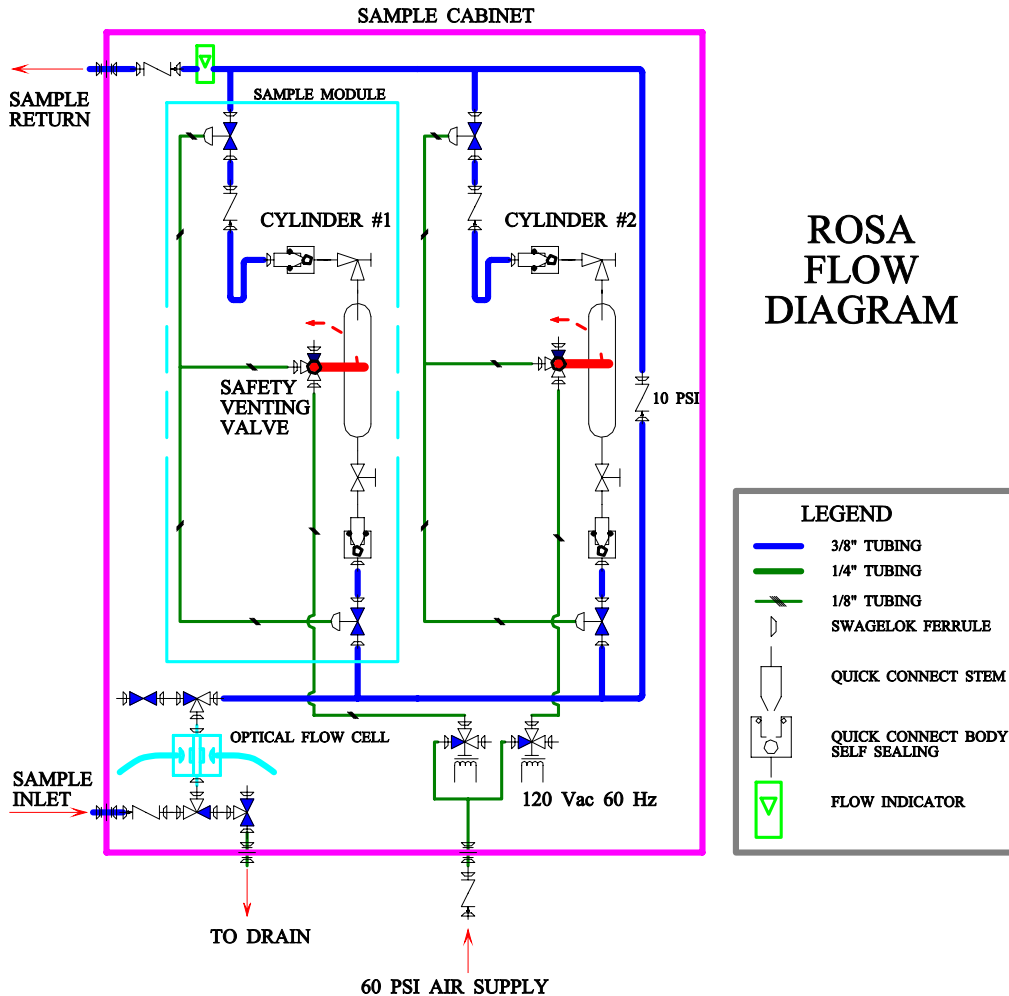 SAMPLE CABINET
SAMPLE
RETURN
SAMPLE MODULE
CYLINDER #1
CYLINDER #2
ROSA
FLOW
DIAGRAM
SAFETY
VENTING
VALVE
10 PSI
LEGEND
3/8" TUBING
1/4" TUBING
1/8" TUBING
SWAGELOK FERRULE
QUICK CONNECT STEM
QUICK CONNECT BODY
SELF SEALING
FLOW INDICATOR
OPTICAL FLOW CELL
SAMPLE
INLET
120 Vac 60 Hz
TO DRAIN
60 PSI AIR SUPPLY